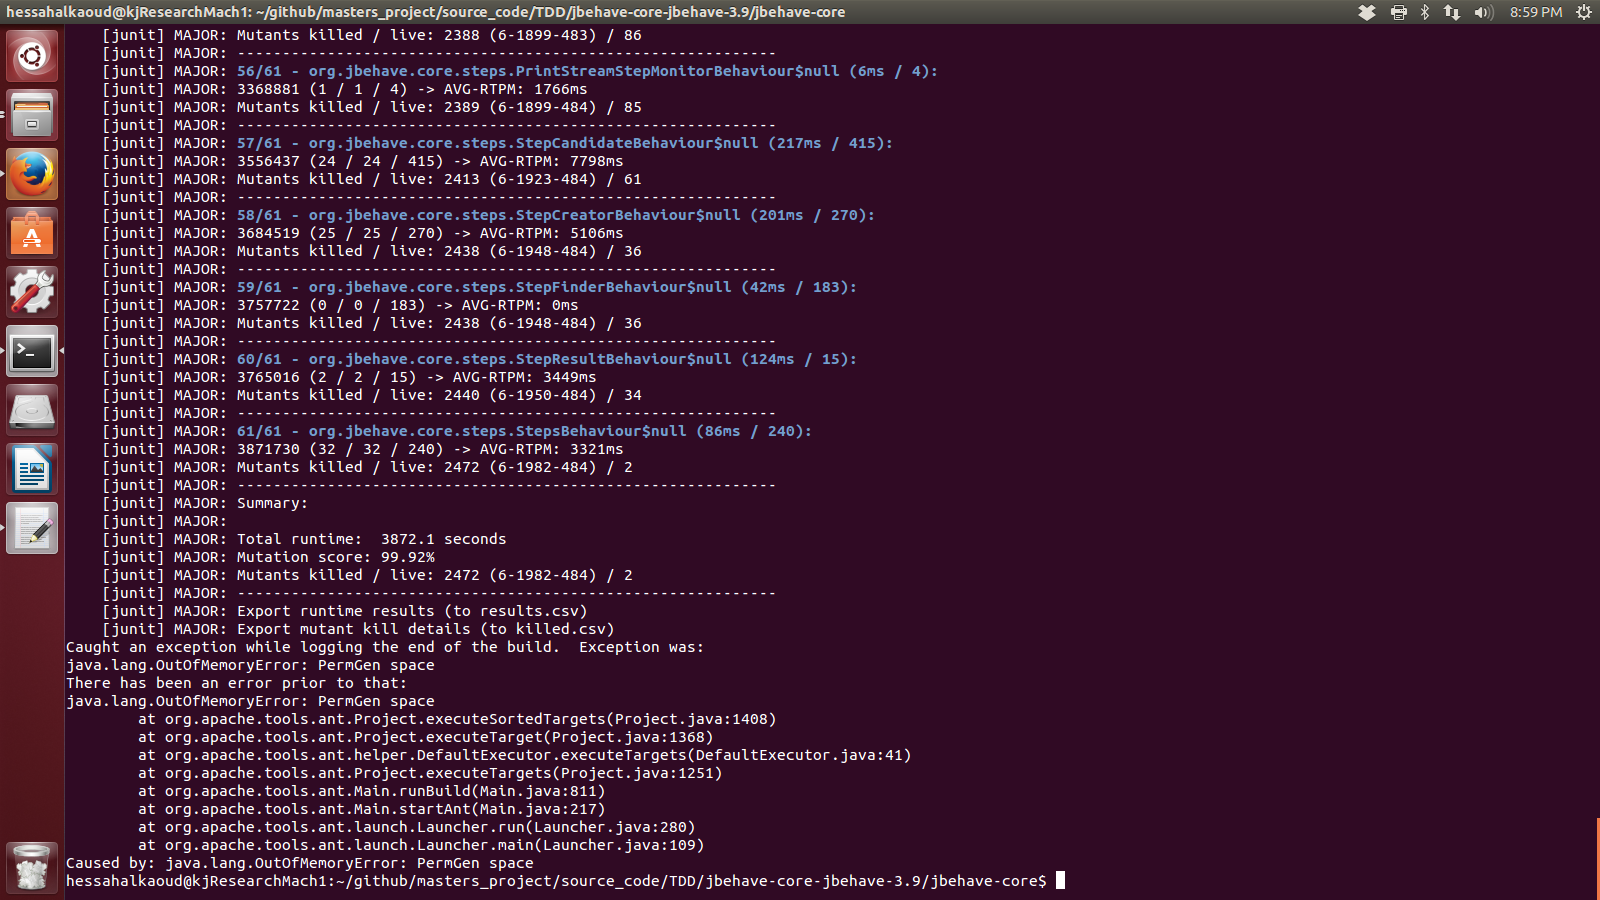 hessahalkaoud@kjResearchMach1: ~/github/masters_project/source_code/TDD/jbehave-core-jbehave-3.9/jbehave-core 8:59 PM
[junit] MAJOR: Mutants killed / live: 2388 (6-1899-483) / 86
[junit] MAJOR: ------------------------------------------------------------
[junit] MAJOR: 56/61 - org.jbehave.core.steps.PrintStreamStepMonitorBehaviour$null (6ms / 4):
[junit] MAJOR: 3368881 (1 / 1 / 4) -> AVG-RTPM: 1766ms
[junit] MAJOR: Mutants killed / live: 2389 (6-1899-484) / 85
[junit] MAJOR: ------------------------------------------------------------
[junit] MAJOR: 57/61 - org.jbehave.core.steps.StepCandidateBehaviour$null (217ms / 415):
[junit] MAJOR: 3556437 (24 / 24 / 415) -> AVG-RTPM: 7798ms
[junit] MAJOR: Mutants killed / live: 2413 (6-1923-484) / 61
[junit] MAJOR: ------------------------------------------------------------
[junit] MAJOR: 58/61 - org.jbehave.core.steps.StepCreatorBehaviour$null (201ms / 270):
[junit] MAJOR: 3684519 (25 / 25 / 270) -> AVG-RTPM: 5106ms
[junit] MAJOR: Mutants killed / live: 2438 (6-1948-484) / 36
[junit] MAJOR: ------------------------------------------------------------
[junit] MAJOR: 59/61 - org.jbehave.core.steps.StepFinderBehaviour$null (42ms / 183):
[junit] MAJOR: 3757722 (0 / 0 / 183) -> AVG-RTPM: 0ms
[junit] MAJOR: Mutants killed / live: 2438 (6-1948-484) / 36
[junit] MAJOR: ------------------------------------------------------------
[junit] MAJOR: 60/61 - org.jbehave.core.steps.StepResultBehaviour$null (124ms / 15):
[junit] MAJOR: 3765016 (2 / 2 / 15) -> AVG-RTPM: 3449ms
[junit] MAJOR: Mutants killed / live: 2440 (6-1950-484) / 34
[junit] MAJOR: ------------------------------------------------------------
[junit] MAJOR: 61/61 - org.jbehave.core.steps.StepsBehaviour$null (86ms / 240):
[junit] MAJOR: 3871730 (32 / 32 / 240) -> AVG-RTPM: 3321ms
[junit] MAJOR: Mutants killed / live: 2472 (6-1982-484) / 2
[junit] MAJOR: ------------------------------------------------------------
[junit] MAJOR: Summary:
[junit] MAJOR:
[junit] MAJOR: Total runtime:  3872.1 seconds
[junit] MAJOR: Mutation score: 99.92%
[junit] MAJOR: Mutants killed / live: 2472 (6-1982-484) / 2
[junit] MAJOR: ------------------------------------------------------------
[junit] MAJOR: Export runtime results (to results.csv)
[junit] MAJOR: Export mutant kill details (to killed.csv)
Caught an exception while logging the end of the build.  Exception was:
java.lang.OutOfMemoryError: PermGen space
There has been an error prior to that:
java.lang.OutOfMemoryError: PermGen space
at org.apache.tools.ant.Project.executeSortedTargets(Project.java:1408)
at org.apache.tools.ant.Project.executeTarget(Project.java:1368)
at org.apache.tools.ant.helper.DefaultExecutor.executeTargets(DefaultExecutor.java:41)
at org.apache.tools.ant.Project.executeTargets(Project.java:1251)
at org.apache.tools.ant.Main.runBuild(Main.java:811)
at org.apache.tools.ant.Main.startAnt(Main.java:217)
at org.apache.tools.ant.launch.Launcher.run(Launcher.java:280)
at org.apache.tools.ant.launch.Launcher.main(Launcher.java:109)
Caused by: java.lang.OutOfMemoryError: PermGen space
hessahalkaoud@kjResearchMach1:~/github/masters_project/source_code/TDD/jbehave-core-jbehave-3.9/jbehave-core$